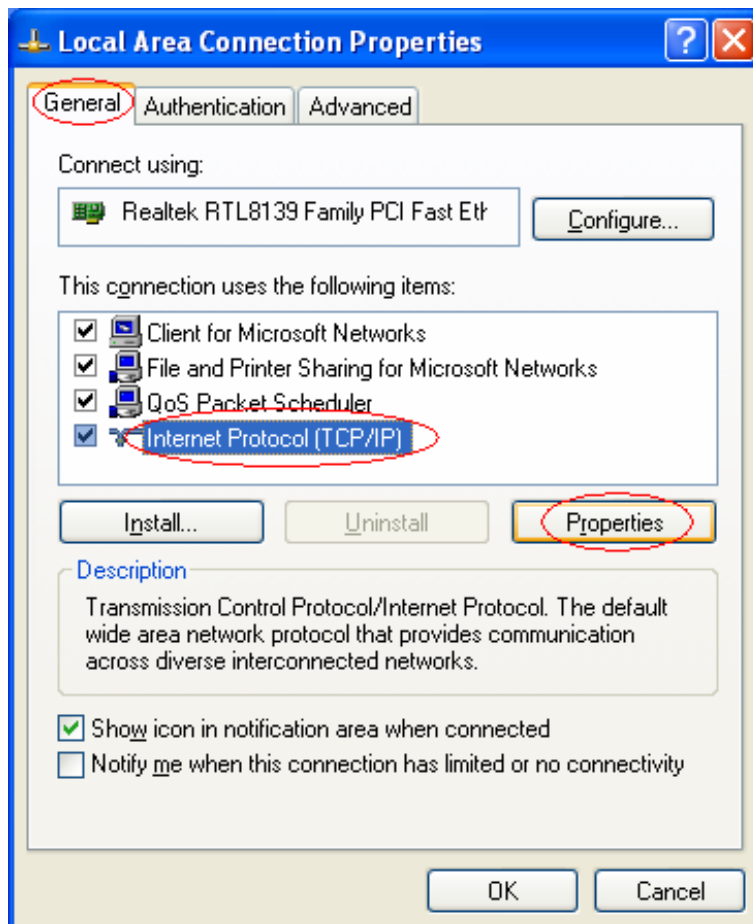 Local Area Connection Properties
General Authentication Advanced
Connect using:
Realtek RTL8139 Family PCI Fast Eth
Configure...
This connection uses the following items:
Client for Microsoft Networks
File and Printer Sharing for Microsoft Networks
QoS Packet Scheduler
Internet Protocol (TCP/IP)
Install... Uninstall Properties
Description
Transmission Control Protocol/Internet Protocol. The default
wide area network protocol that provides communication
across diverse interconnected networks.
Show icon in notification area when connected
Notify me when this connection has limited or no connectivity
OK Cancel